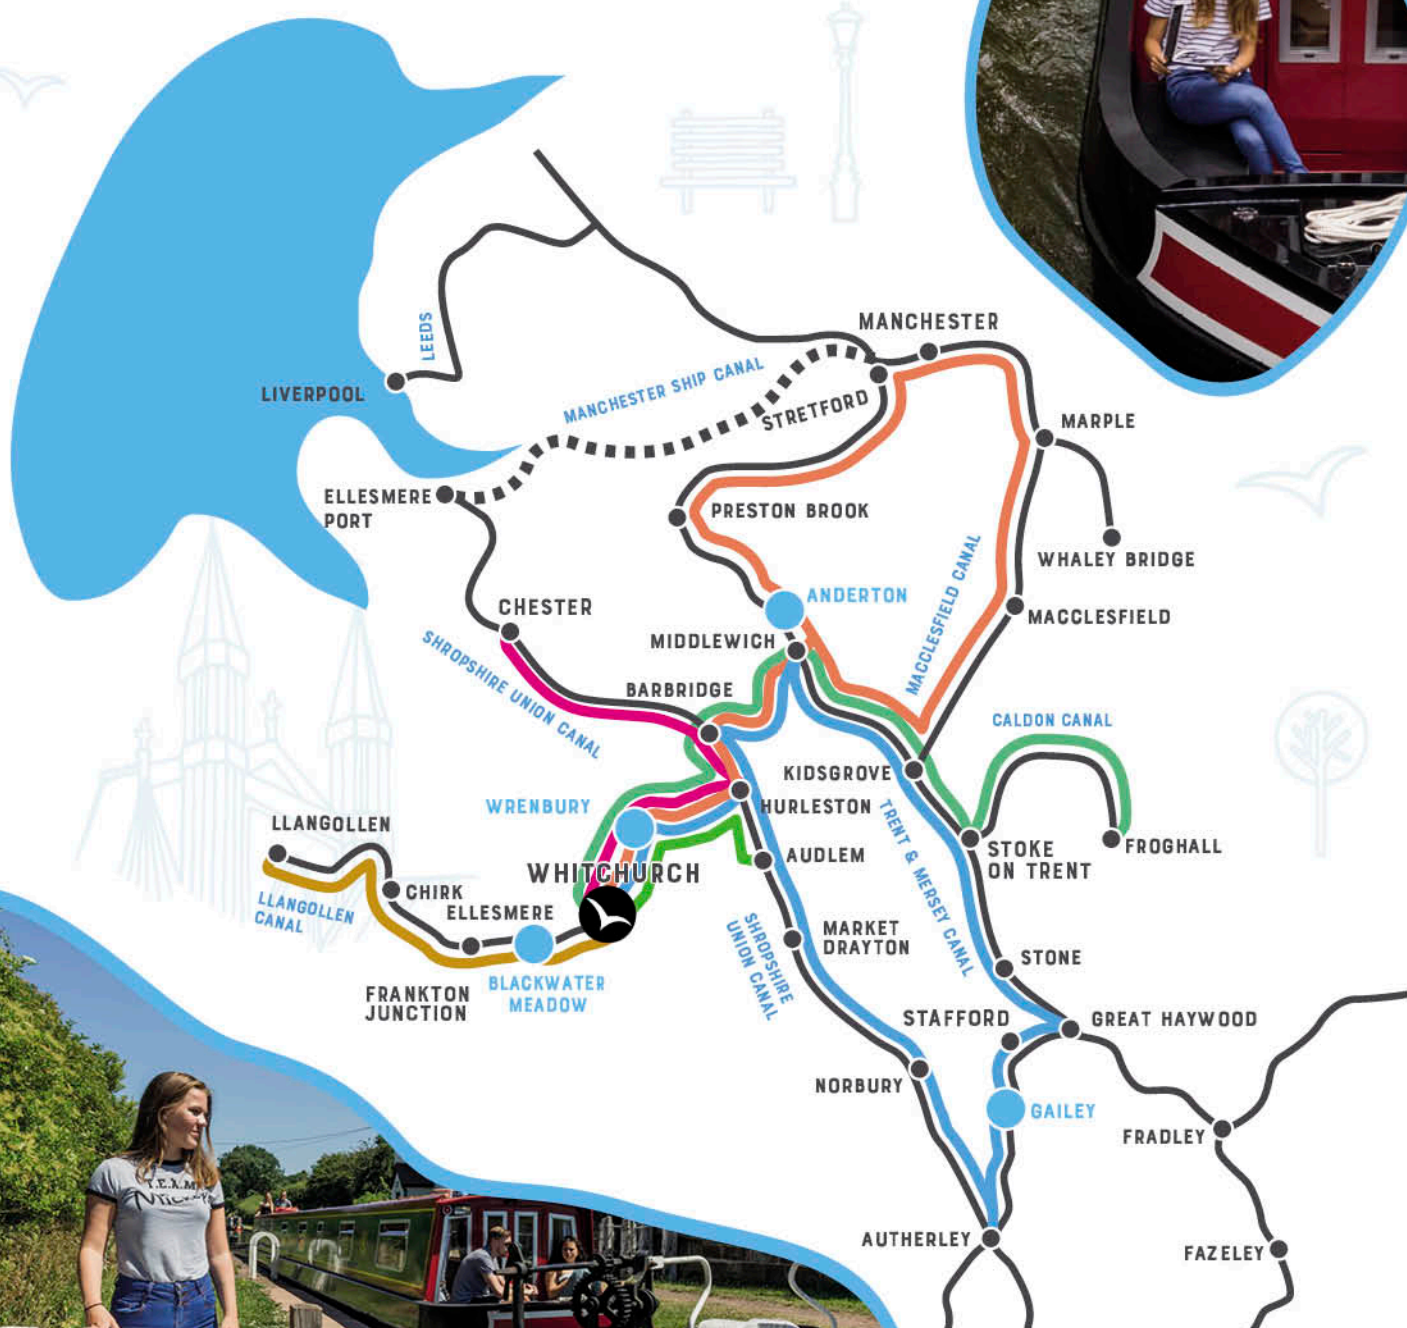 MANCHESTER
LEEDS
LIVERPOOL
MANCHESTER SHIP CANAL
STRETFORD
MARPLE
ELLESMERE
PORT
PRESTON BROOK
WHALEY BRIDGE
ANDERTON
MACCLESFIELD CANAL
CHESTER
MACCLESFIELD
MIDDLEWICH
SHROPSHIRE UNION CANAL
BARBRIDGE
CALDON CANAL
KIDSGROVE
WRENBURY
HURLESTON
LLANGOLLEN
STOKE
ON TRENT
FROGHALL
AUDLEM
TRENT & MERSEY CANAL
WHITCHURCH
CHIRK
LLANGOLLEN
CANAL
ELLESMERE
MARKET
DRAYTON
SHROPSHIRE
UNION CANAL
STONE
BLACKWATER
MEADOW
FRANKTON
JUNCTION
STAFFORD
GREAT HAYWOOD
NORBURY
GAILEY
FRADLEY
AUTHERLEY
FAZELEY